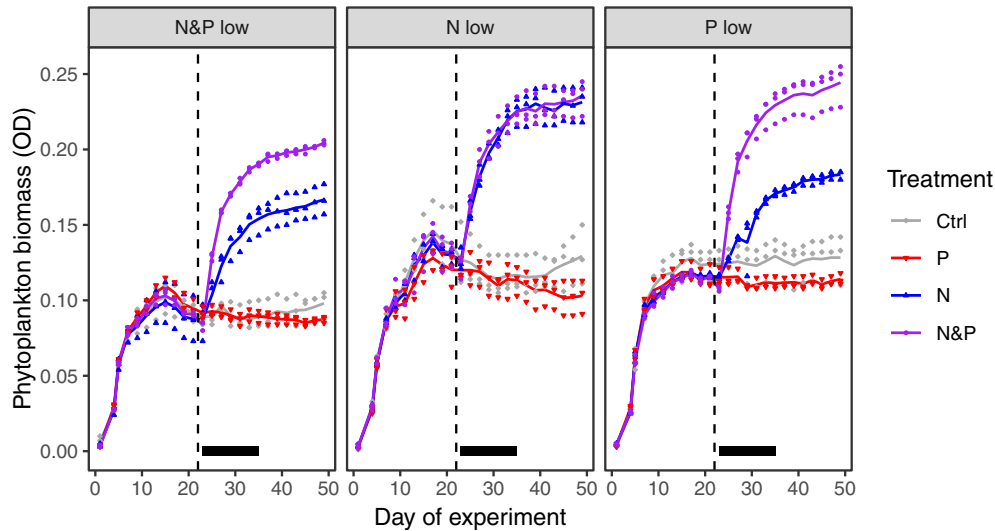 N&P low
N low
P low
Phytoplankton biomass (OD)
0.25
0.20
0.15
0.10
0.05
0.00
0 10 20 30 40 50
0 10 20 30 40 50
0 10 20 30 40 50
Day of experiment
Treatment
Ctrl
P
N
N&P